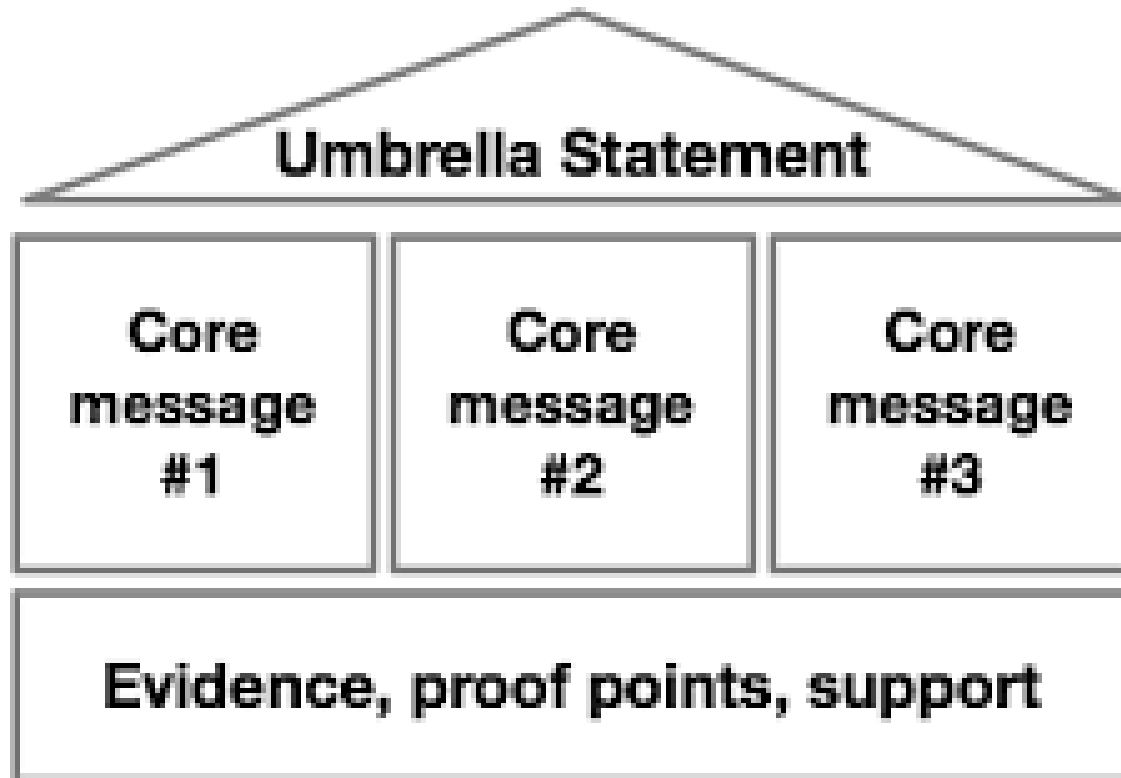 Umbrella Statement
Core
message
#1
Core
message
#2
Core
message
#3
Evidence, proof points, support